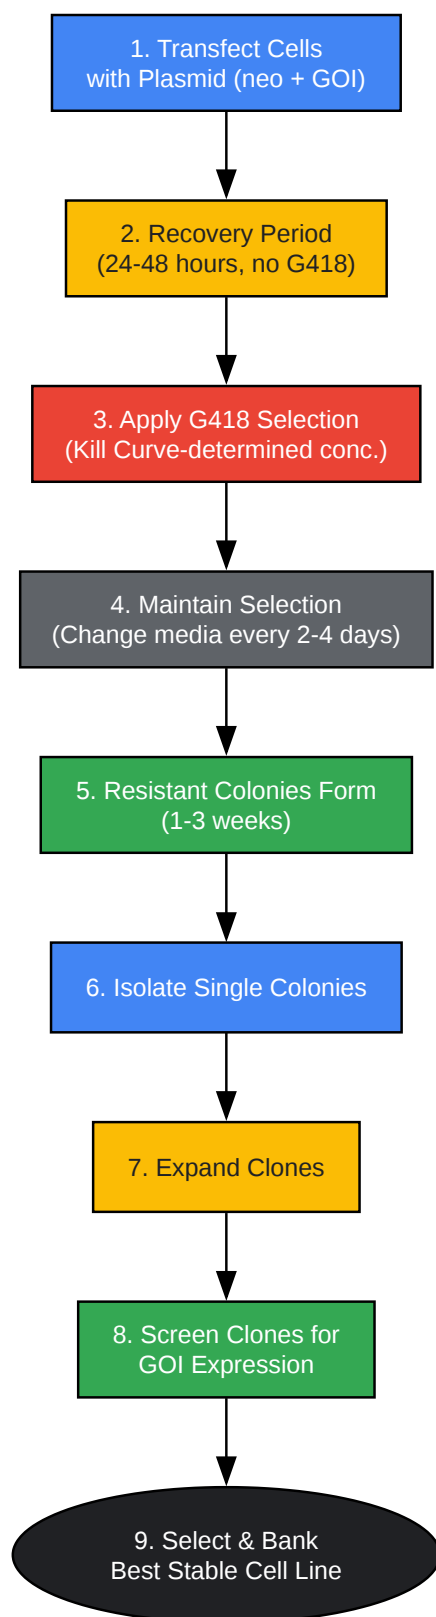 1. Transfect Cells
with Plasmid (neo + GOI)
2. Recovery Period
(24-48 hours, no G418)
3. Apply G418 Selection
(Kill Curve-determined conc.)
4. Maintain Selection
(Change media every 2-4 days)
5. Resistant Colonies Form
(1-3 weeks)
6. Isolate Single Colonies
7. Expand Clones
8. Screen Clones for
GOI Expression
9. Select & Bank
Best Stable Cell Line